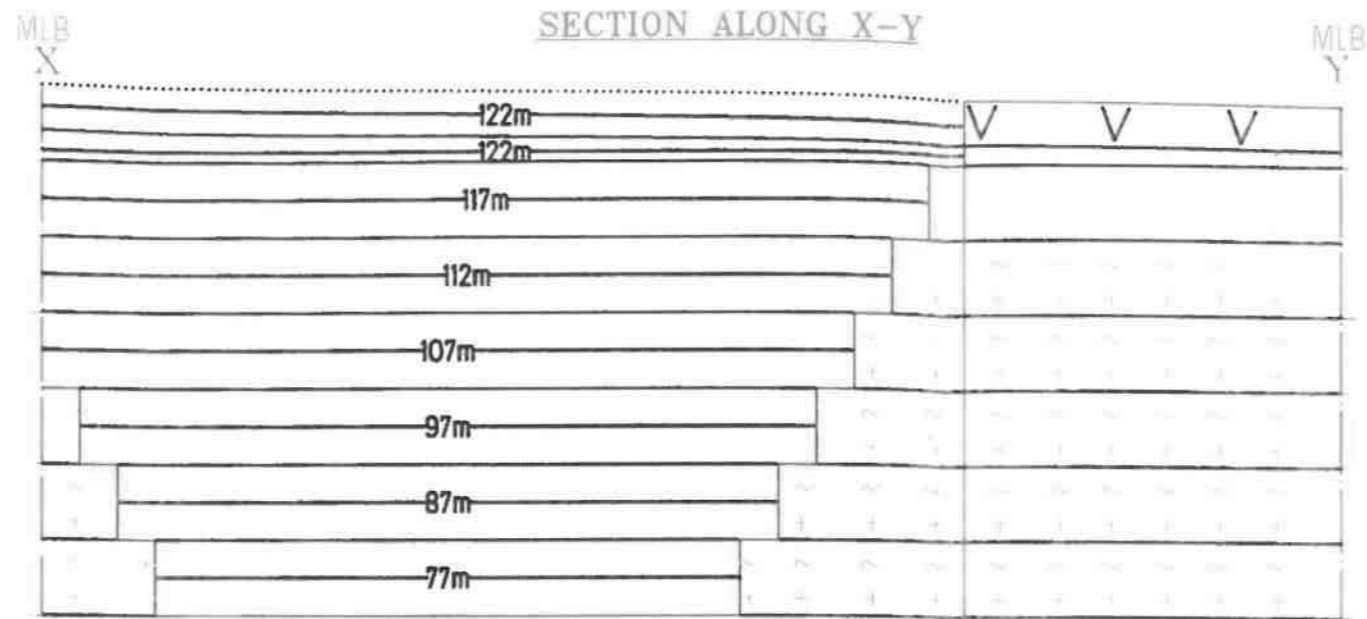 SECTION ALONG X-Y
MLB
X
MLB
Y
122m
122m
117m
112m
107m
97m
87m
77m